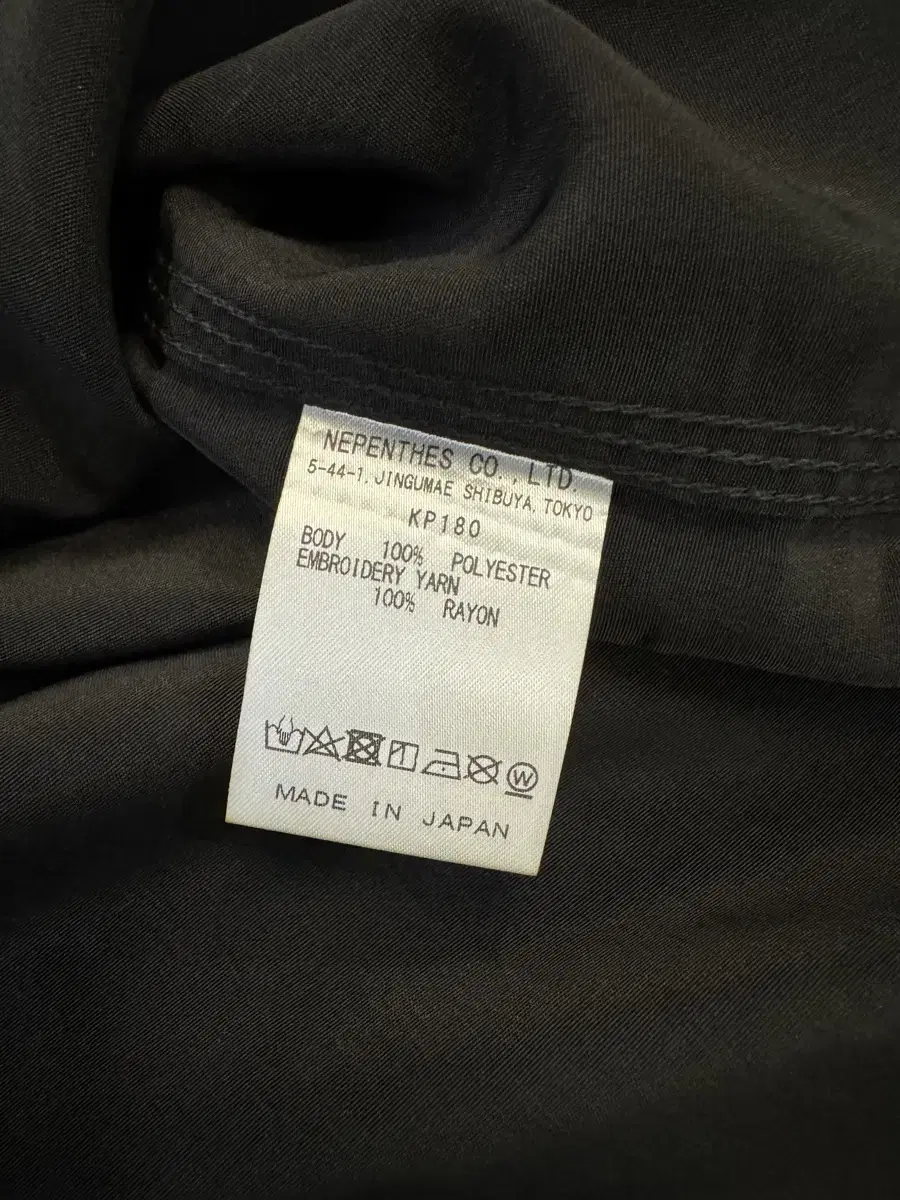 NEPENTHES CO., LTD.
5-44-1, JINGUMAE SHIBUYA, TOKYO
KP180
BODY 100% POLYESTER
EMBROIDERY YARN
100% RAYON
W
MADE IN JAPAN